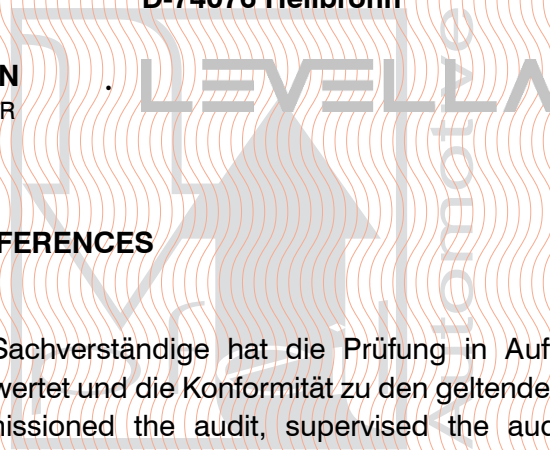 D-74076 Heilbronn
N
R
LEVELLA
Automotive
FERENCES
Sachverständige hat die Prüfung in Auf
wertet und die Konformität zu den geltende
nissioned the audit, supervised the aud